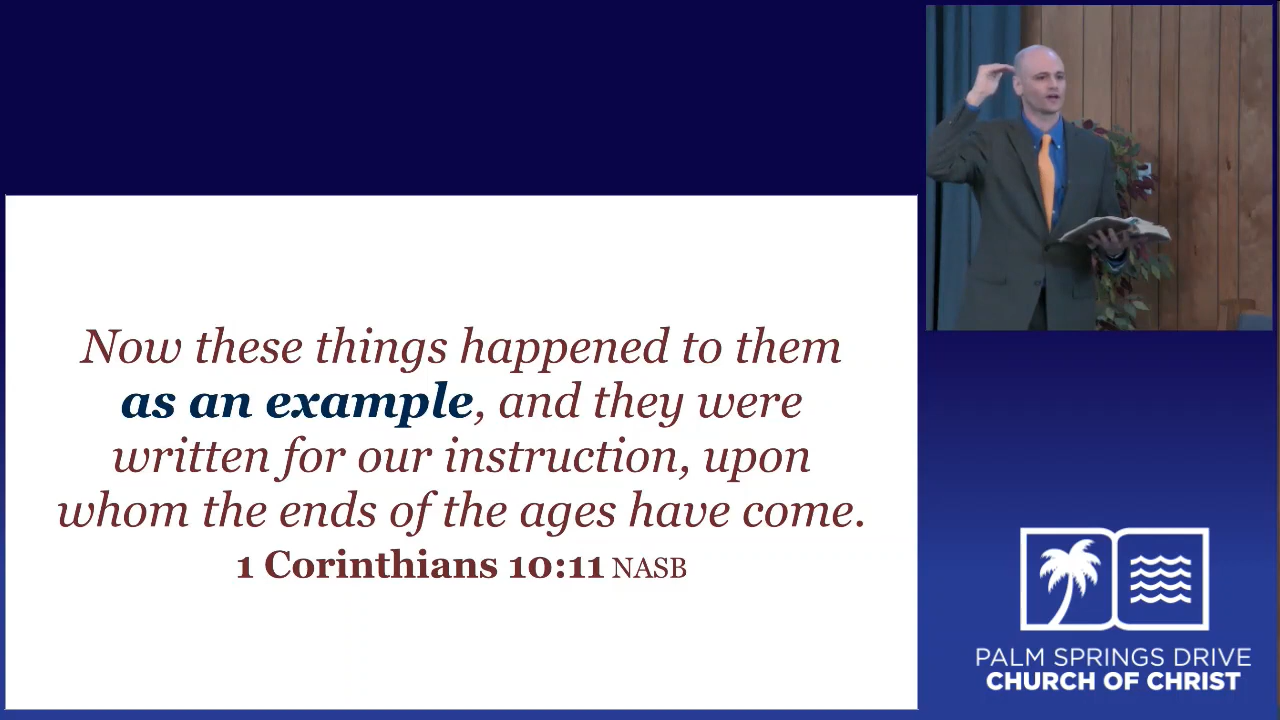 Now these things happened to them
as an example, and they were
written for our instruction, upon
whom the ends of the ages have come.
1 Corinthians 10:11 NASB
PALM SPRINGS DRIVE
CHURCH OF CHRIST